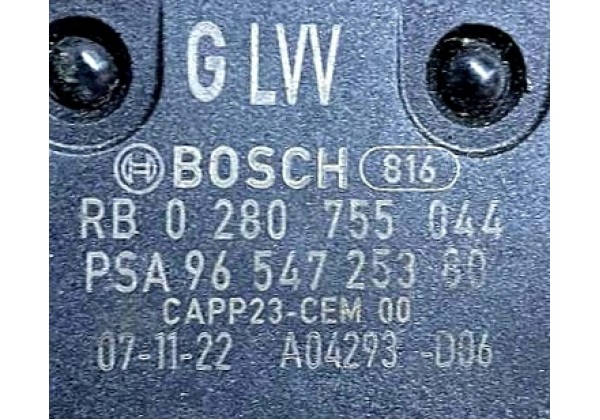 G LVV
BOSCH 816
RB 0 280 755 044
PSA 96 547 253 80
CAPP23-CEM 00
07-11-22 A04293 -D06